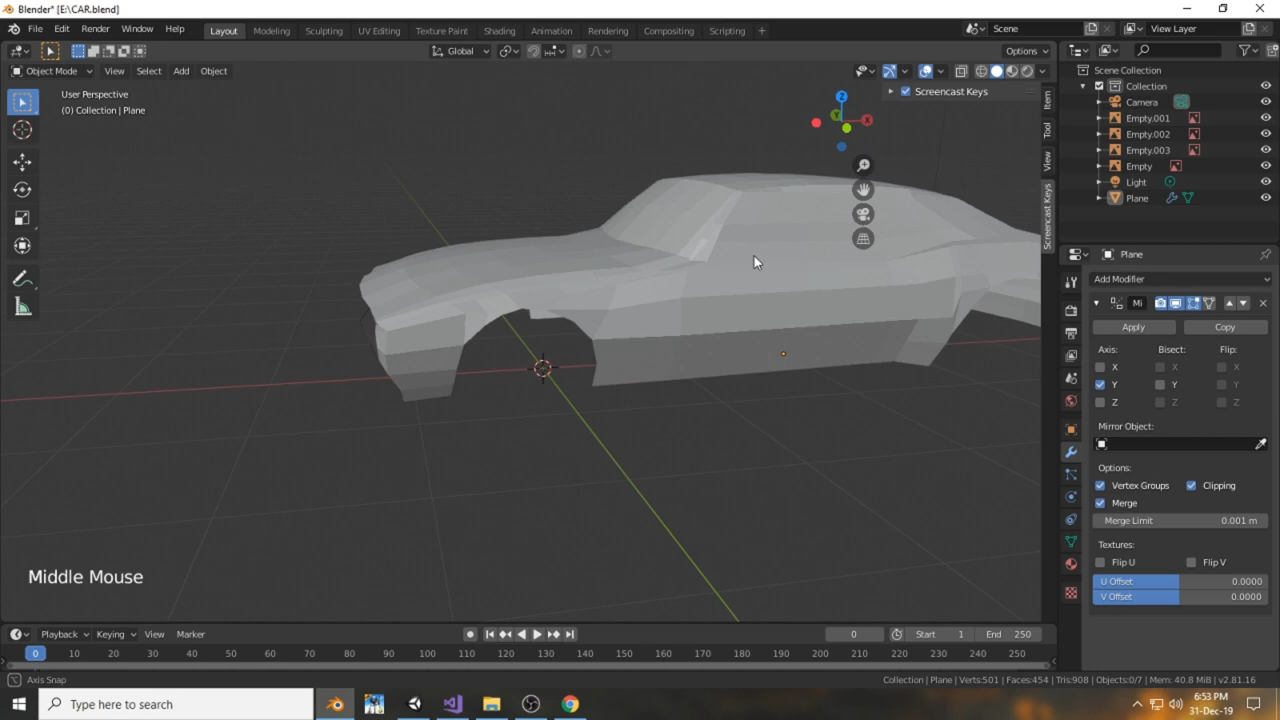 Blender* [E:\CAR.blend]
File Edit Render Window Help
Layout Modeling Sculpting UV Editing Texture Paint Shading Animation Rendering Compositing Scripting +
Scene
View Layer
Global
Options
Object Mode View Select Add Object
User Perspective
(0) Collection | Plane
Screencast Keys
Z
Y
X
Item
Tool
View
Screencast Keys
Scene Collection
Collection
Camera
Empty.001
Empty.002
Empty.003
Empty
Light
Plane
Plane
Add Modifier
Mi
Apply Copy
Axis: Bisect: Flip:
X X X
Y Y Y
Z Z Z
Mirror Object:
Options:
Vertex Groups Clipping
Merge
Merge Limit 0.001 m
Textures:
Flip U Flip V
U Offset 0.0000
V Offset 0.0000
Middle Mouse
Playback Keying View Marker
0 Start 1 End 250
0 10 20 30 40 50 60 70 80 90 100 110 120 130 140 150 160 170 180 190 200 210 220 230 240 250
Axis Snap
Collection | Plane | Verts:501 | Faces:454 | Tris:908 | Objects:0/7 | Mem: 40.8 MiB | v2.81.16
Type here to search
6:53 PM
31-Dec-19